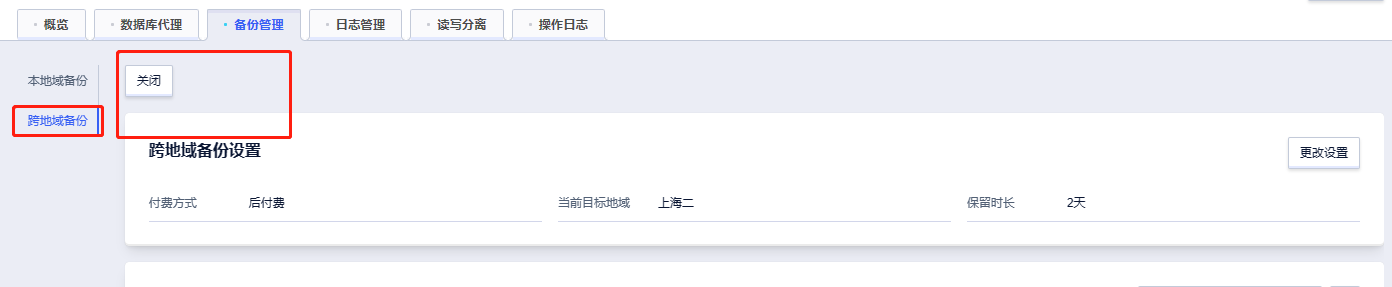 概览 数据库代理 备份管理 日志管理 读写分离 操作日志
本地域备份
关闭
跨地域备份
跨地域备份设置
更改设置
付费方式 后付费 当前目标地域 上海二 保留时长 2天